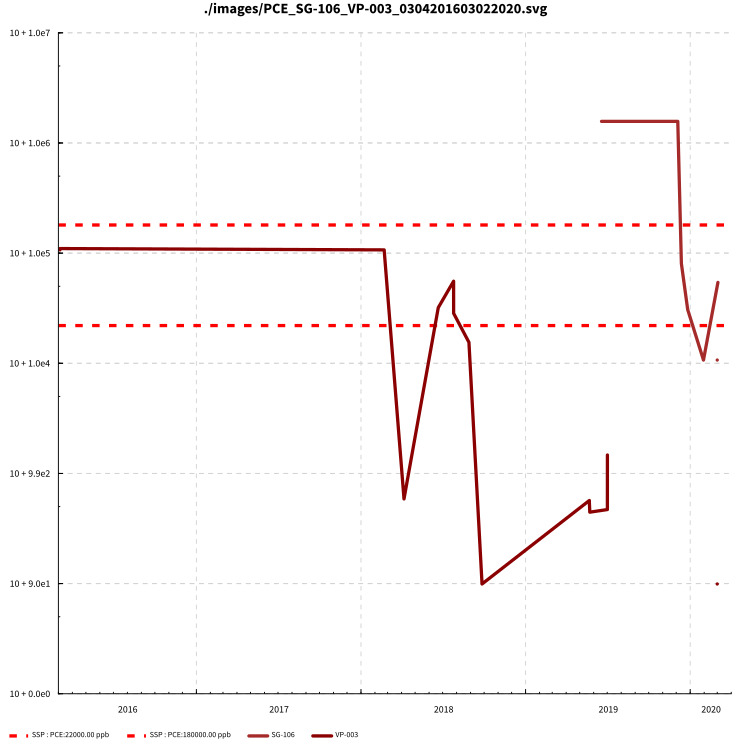 ./images/PCE_SG-106_VP-003_0304201603022020.svg
10 + 1.0e7
10 + 1.0e6
10 + 1.0e5
10 + 1.0e4
10 + 9.9e2
10 + 9.0e1
10 + 0.0e0
2016 2017 2018 2019 2020
SSP : PCE:22000.00 ppb SSP : PCE:180000.00 ppb SG-106 VP-003